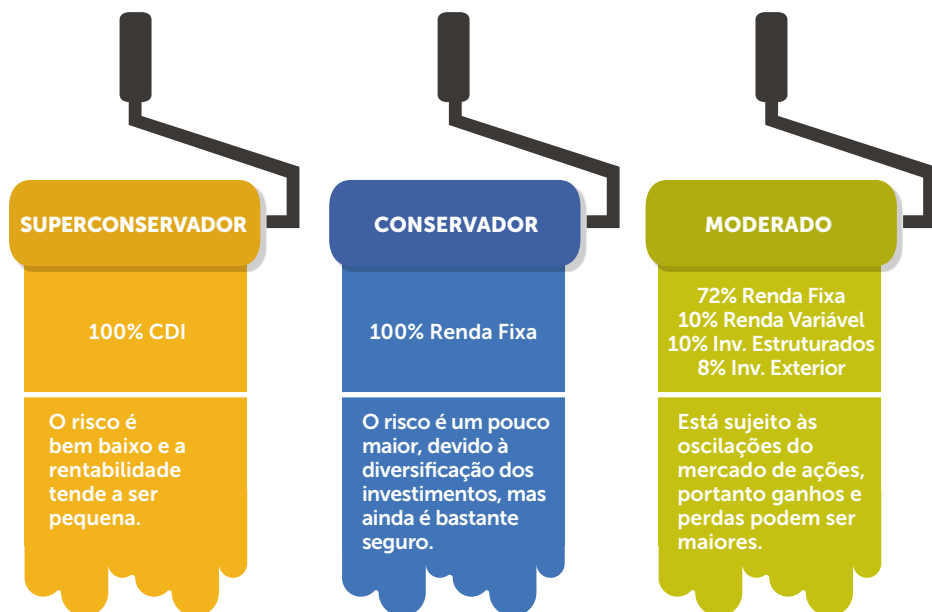 SUPERCONSERVADOR
100% CDI
O risco é
bem baixo e a
rentabilidade
tende a ser
pequena.
CONSERVADOR
100% Renda Fixa
O risco é um pouco
maior, devido à
diversificação dos
investimentos, mas
ainda é bastante
seguro.
MODERADO
72% Renda Fixa
10% Renda Variável
10% Inv. Estruturados
8% Inv. Exterior
Está sujeito às
oscilações do
mercado de ações,
portanto ganhos e
perdas podem ser
maiores.